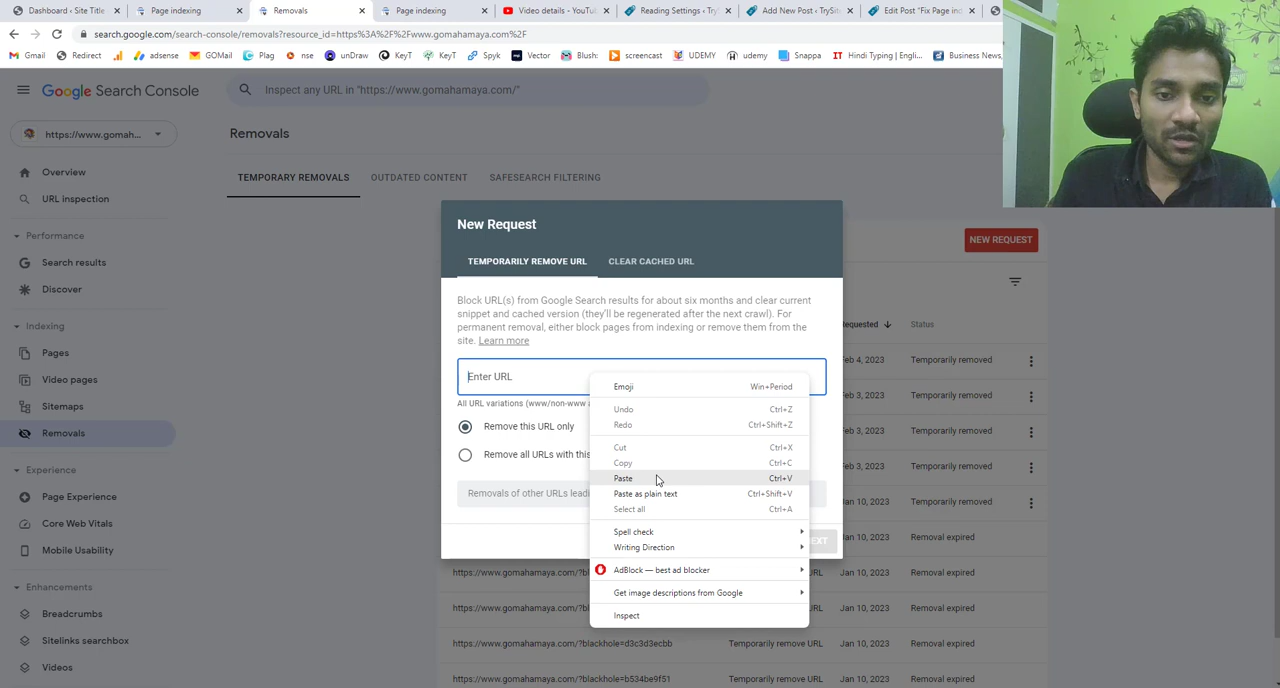 Dashboard ‹ Site Title
Page indexing
Removals
Page indexing
Video details - YouTu
Reading Settings ‹ TryS
Add New Post ‹ TrySit
Edit Post "Fix Page in
search.google.com/search-console/removals?resource_id=https%3A%2F%2Fwww.gomahamaya.com%2F
Gmail
Redirect
adsense
GOMail
Plag
nse
unDraw
KeyT
KeyT
Spyk
Vector
Blush:
screencast
UDEMY
udemy
Snappa
Hindi Typing | Engli...
Business News,
Google Search Console
Inspect any URL in "https://www.gomahamaya.com/"
https://www.gomah...
Removals
Overview
URL inspection
TEMPORARY REMOVALS
OUTDATED CONTENT
SAFESEARCH FILTERING
Performance
Search results
Discover
Indexing
Pages
Video pages
Sitemaps
Removals
Experience
Page Experience
Core Web Vitals
Mobile Usability
Enhancements
Breadcrumbs
Sitelinks searchbox
Videos
NEW REQUEST
New Request
TEMPORARILY REMOVE URL
CLEAR CACHED URL
Block URL(s) from Google Search results for about six months and clear current
snippet and cached version (they'll be regenerated after the next crawl). For
permanent removal, either block pages from indexing or remove them from the
site. Learn more
Enter URL
All URL variations (www/non-www
Remove this URL only
Remove all URLs with this
Removals of other URLs
Emoji Win+Period
Undo Ctrl+Z
Redo Ctrl+Shift+Z
Cut Ctrl+X
Copy Ctrl+C
Paste Ctrl+V
Paste as plain text Ctrl+Shift+V
Select all Ctrl+A
Spell check
Writing Direction
AdBlock — best ad blocker
Get image descriptions from Google
Inspect
Requested Status
Feb 4, 2023 Temporarily removed
Feb 3, 2023 Temporarily removed
Feb 3, 2023 Temporarily removed
Feb 3, 2023 Temporarily removed
Jan 10, 2023 Temporarily removed
Jan 10, 2023 Removal expired
https://www.gomahamaya.com/?bl URL Jan 10, 2023 Removal expired
https://www.gomahamaya.com/?bl URL Jan 10, 2023 Removal expired
https://www.gomahamaya.com/?blackhole=d3c3d3ecbb Temporarily remove URL Jan 10, 2023 Removal expired
https://www.gomahamaya.com/?blackhole=b534be9f51 Temporarily remove URL Jan 10, 2023 Removal expired